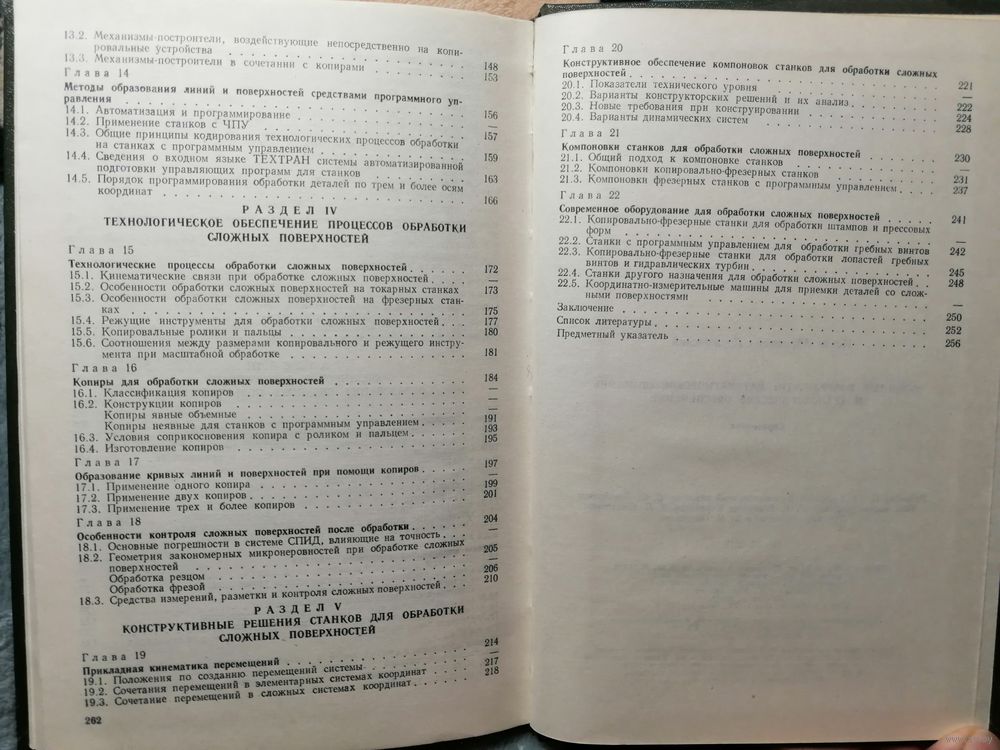 13.2. Механизмы-построители, воздействующие непосредственно на копировальные устройства . . . 148
13.3. Механизмы-построители в сочетании с копирами . . . 153
Глава 14
Методы образования линий и поверхностей средствами программного управления . . . 156
14.1. Автоматизация и программирование . . . —
14.2. Применение станков с ЧПУ . . . 157
14.3. Общие принципы кодирования технологических процессов обработки
на станках с программным управлением . . . 159
14.4. Сведения о входном языке ТЕХТРАН системы автоматизированной
подготовки управляющих программ для станков . . . 163
14.5. Порядок программирования обработки детали по трем и более осям
координат . . . 166
РАЗДЕЛ IV
ТЕХНОЛОГИЧЕСКОЕ ОБЕСПЕЧЕНИЕ ПРОЦЕССОВ ОБРАБОТКИ
СЛОЖНЫХ ПОВЕРХНОСТЕЙ
Глава 15
Технологические процессы обработки сложных поверхностей . . . 172
15.1. Кинематические связи при обработке сложных поверхностей . . . —
15.2. Особенности обработки сложных поверхностей на токарных станках 173
15.3. Особенности обработки сложных поверхностей на фрезерных станках . . . 175
15.4. Режущие инструменты для обработки сложных поверхностей . . . 177
15.5. Копировальные ролики и пальцы . . . 180
15.6. Соотношения между размерами копировального и режущего инструмента при масштабной обработке . . . 181
Глава 16
Копиры для обработки сложных поверхностей . . . 184
16.1. Классификация копиров . . . —
16.2. Конструкции копиров . . . —
Копиры явные объемные . . . —
Копиры неявные для станков с программным управлением . . . 191
16.3. Условия соприкосновения копира с роликом и пальцем . . . 193
16.4. Изготовление копиров . . . 195
Глава 17
Образование кривых линий и поверхностей при помощи копиров . . . 197
17.1. Применение одного копира . . . —
17.2. Применение двух копиров . . . 199
17.3. Применение трех и более копиров . . . 201
Глава 18
Особенности контроля сложных поверхностей после обработки . . . 204
18.1. Основные погрешности в системе СПИД, влияющие на точность . . . —
18.2. Геометрия закономерных микронеровностей при обработке сложных
поверхностей . . . 205
Обработка резцом . . . —
Обработка фрезой . . . 206
18.3. Средства измерений, разметки и контроля сложных поверхностей . . . 210
РАЗДЕЛ V
КОНСТРУКТИВНЫЕ РЕШЕНИЯ СТАНКОВ ДЛЯ ОБРАБОТКИ
СЛОЖНЫХ ПОВЕРХНОСТЕЙ
Глава 19
Прикладная кинематика перемещений . . . 214
19.1. Положения по созданию перемещений системы . . . —
19.2. Сочетания перемещений в элементарных системах координат . . . 217
19.3. Сочетание перемещений в сложных системах координат . . . 218
262
Глава 20
Конструктивное обеспечение компоновок станков для обработки сложных
поверхностей . . . 221
20.1. Показатели технического уровня . . . —
20.2. Варианты конструкторских решений и их анализ . . . 222
20.3. Новые требования при конструировании . . . 224
20.4. Варианты динамических систем . . . 228
Глава 21
Компоновки станков для обработки сложных поверхностей . . . 230
21.1. Общий подход к компоновке станков . . . —
21.2. Компоновки копировально-фрезерных станков . . . 231
21.3. Компоновки фрезерных станков с программным управлением . . . 237
Глава 22
Современное оборудование для обработки сложных поверхностей . . . 241
22.1. Копировально-фрезерные станки для обработки штампов и прессовых
форм . . . —
22.2. Станки с программным управлением для обработки гребных винтов 242
22.3. Копировально-фрезерные станки для обработки лопастей гребных
винтов и гидравлических турбин . . . 245
22.4. Станки другого назначения для обработки сложных поверхностей . . . 248
22.5. Координатно-измерительные машины для приемки деталей со сложными поверхностями . . . —
Заключение . . . 250
Список литературы . . . 252
Предметный указатель . . . 256